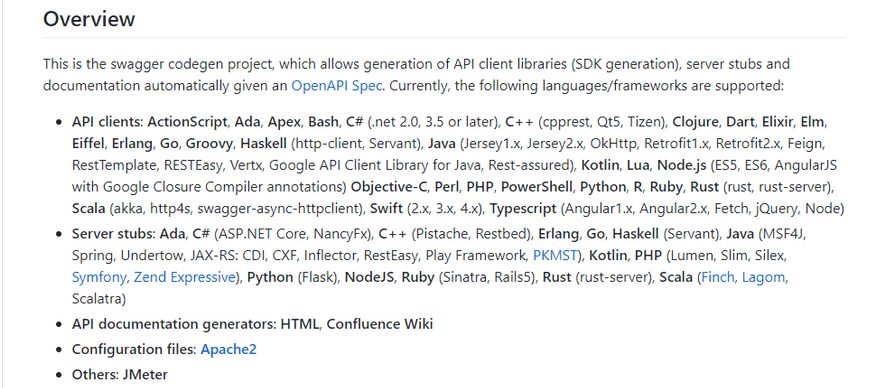 Overview
This is the swagger codegen project, which allows generation of API client libraries (SDK generation), server stubs and
documentation automatically given an OpenAPI Spec. Currently, the following languages/frameworks are supported:
• API clients: ActionScript, Ada, Apex, Bash, C# (.net 2.0, 3.5 or later), C++ (cpprest, Qt5, Tizen), Clojure, Dart, Elixir, Elm,
Eiffel, Erlang, Go, Groovy, Haskell (http-client, Servant), Java (Jersey1.x, Jersey2.x, OkHttp, Retrofit1.x, Retrofit2.x, Feign,
RestTemplate, RESTEasy, Vertx, Google API Client Library for Java, Rest-assured), Kotlin, Lua, Node.js (ES5, ES6, AngularJS
with Google Closure Compiler annotations) Objective-C, Perl, PHP, PowerShell, Python, R, Ruby, Rust (rust, rust-server),
Scala (akka, http4s, swagger-async-httpclient), Swift (2.x, 3.x, 4.x), Typescript (Angular1.x, Angular2.x, Fetch, jQuery, Node)
• Server stubs: Ada, C# (ASP.NET Core, NancyFx), C++ (Pistache, Restbed), Erlang, Go, Haskell (Servant), Java (MSF4J,
Spring, Undertow, JAX-RS: CDI, CXF, Inflector, RestEasy, Play Framework, PKMST), Kotlin, PHP (Lumen, Slim, Silex,
Symfony, Zend Expressive), Python (Flask), NodeJS, Ruby (Sinatra, Rails5), Rust (rust-server), Scala (Finch, Lagom,
Scalatra)
• API documentation generators: HTML, Confluence Wiki
• Configuration files: Apache2
• Others: JMeter